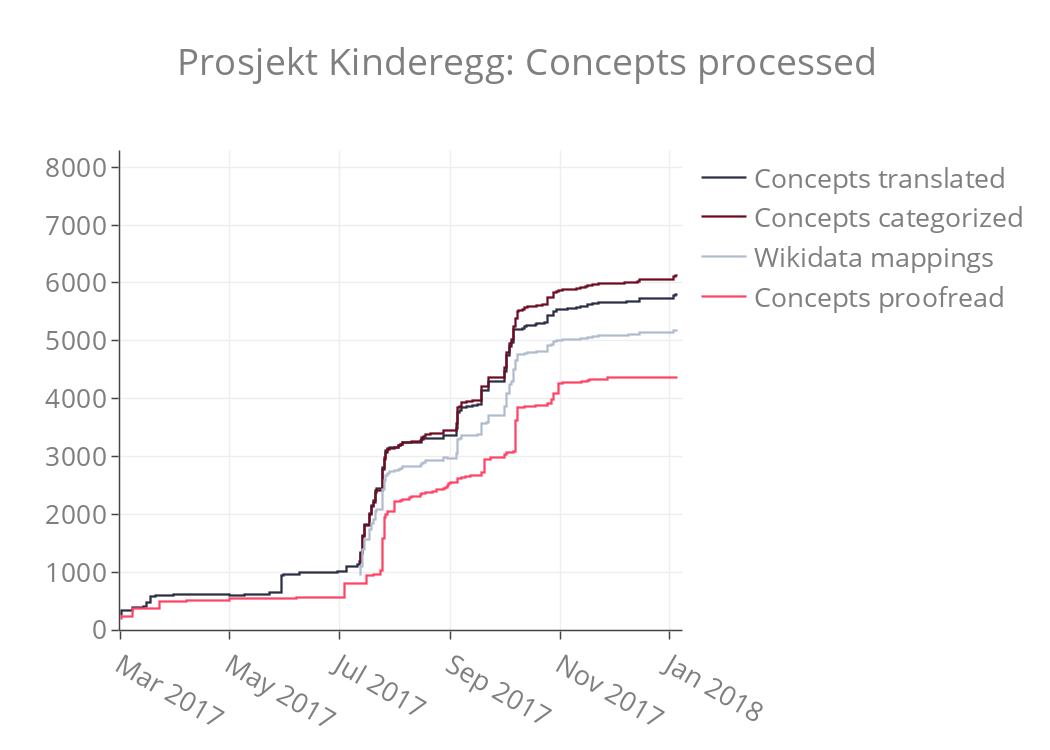 Prosjekt Kinderegg: Concepts processed
8000
7000
6000
5000
4000
3000
2000
1000
0
Mar 2017
May 2017
Jul 2017
Sep 2017
Nov 2017
Jan 2018
Concepts translated
Concepts categorized
Wikidata mappings
Concepts proofread